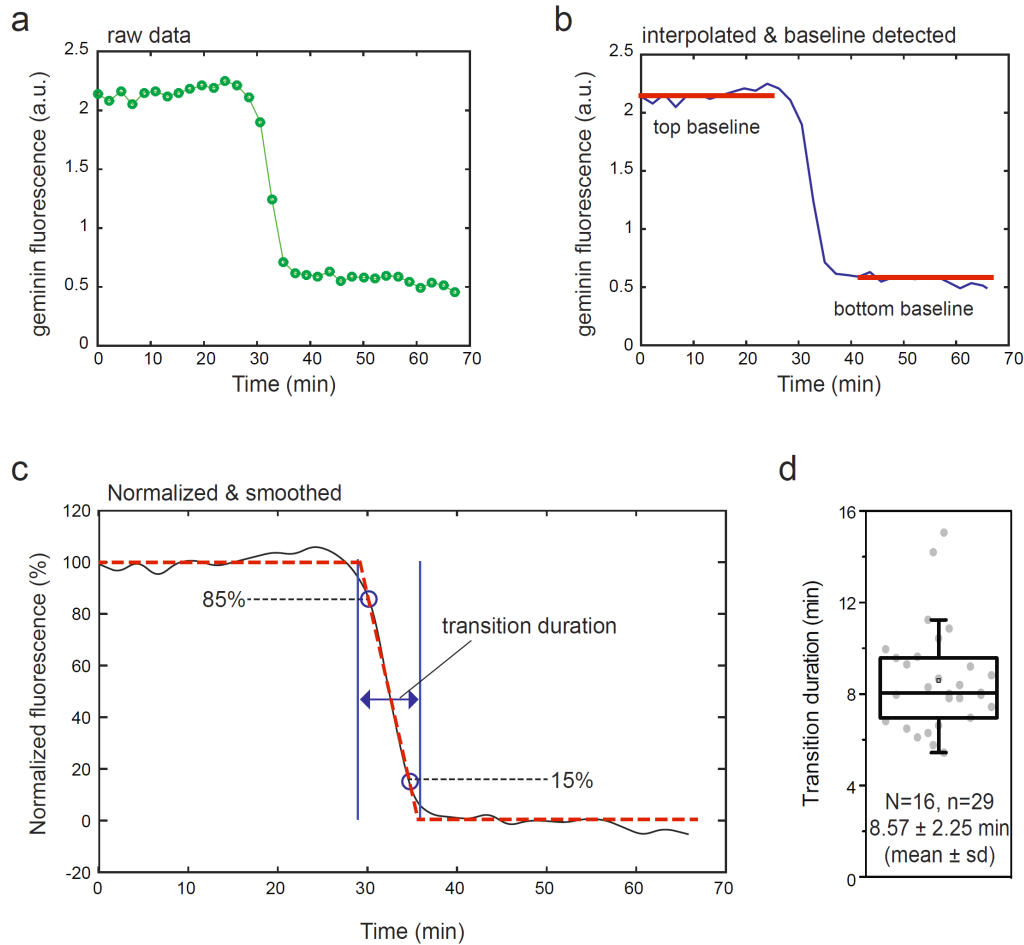 a
raw data
geminin fluorescence (a.u.)
2.5
2
1.5
1
0.5
0
0 10 20 30 40 50 60 70
Time (min)
b
interpolated & baseline detected
geminin fluorescence (a.u.)
2.5
2
1.5
1
0.5
0
top baseline
bottom baseline
0 10 20 30 40 50 60 70
Time (min)
c
Normalized & smoothed
Normalized fluorescence (%)
120
100
80
60
40
20
0
-20
85%
transition duration
15%
0 10 20 30 40 50 60 70
Time (min)
d
Transition duration (min)
16
12
8
4
0
N=16, n=29
8.57 ± 2.25 min
(mean ± sd)